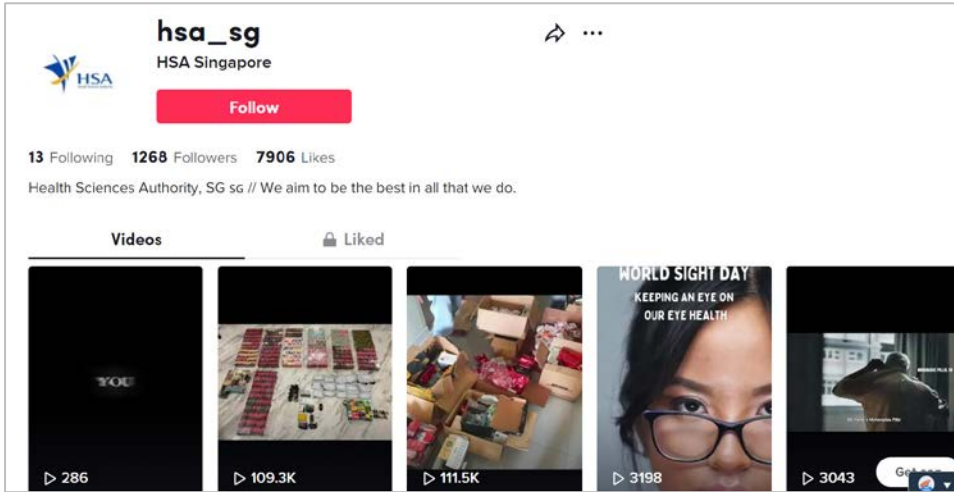 hsa_sg
HSA Singapore
HSA
Follow
13 Following 1268 Followers 7906 Likes
Health Sciences Authority, SG SG // We aim to be the best in all that we do.
Videos Liked
YOU
WORLD SIGHT DAY
KEEPING AN EYE ON
OUR EYE HEALTH
286 109.3K 111.5K 3198 3043